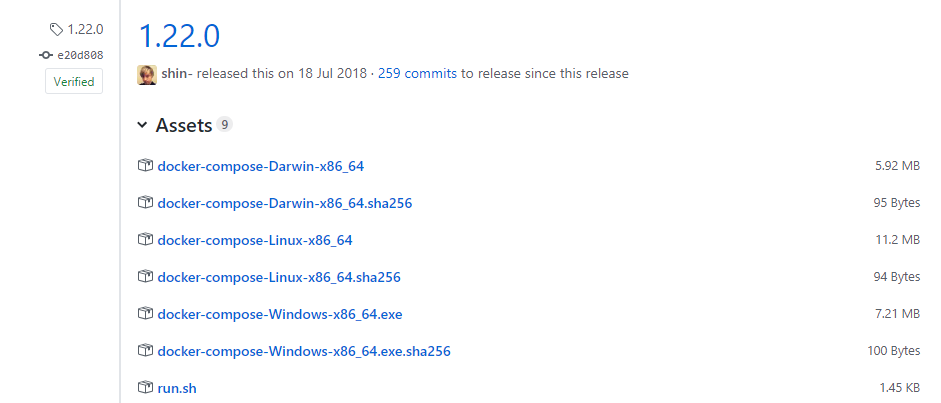 1.22.0
e20d808
Verified
1.22.0
shin- released this on 18 Jul 2018 · 259 commits to release since this release
Assets 9
docker-compose-Darwin-x86_64 5.92 MB
docker-compose-Darwin-x86_64.sha256 95 Bytes
docker-compose-Linux-x86_64 11.2 MB
docker-compose-Linux-x86_64.sha256 94 Bytes
docker-compose-Windows-x86_64.exe 7.21 MB
docker-compose-Windows-x86_64.exe.sha256 100 Bytes
run.sh 1.45 KB